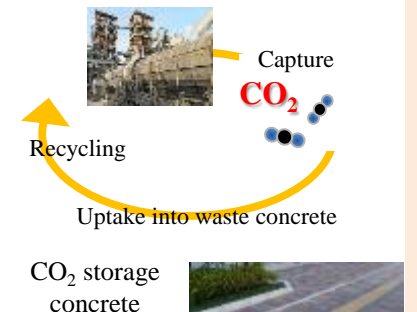 Capture
CO₂
Recycling
Uptake into waste concrete
CO₂ storage
concrete